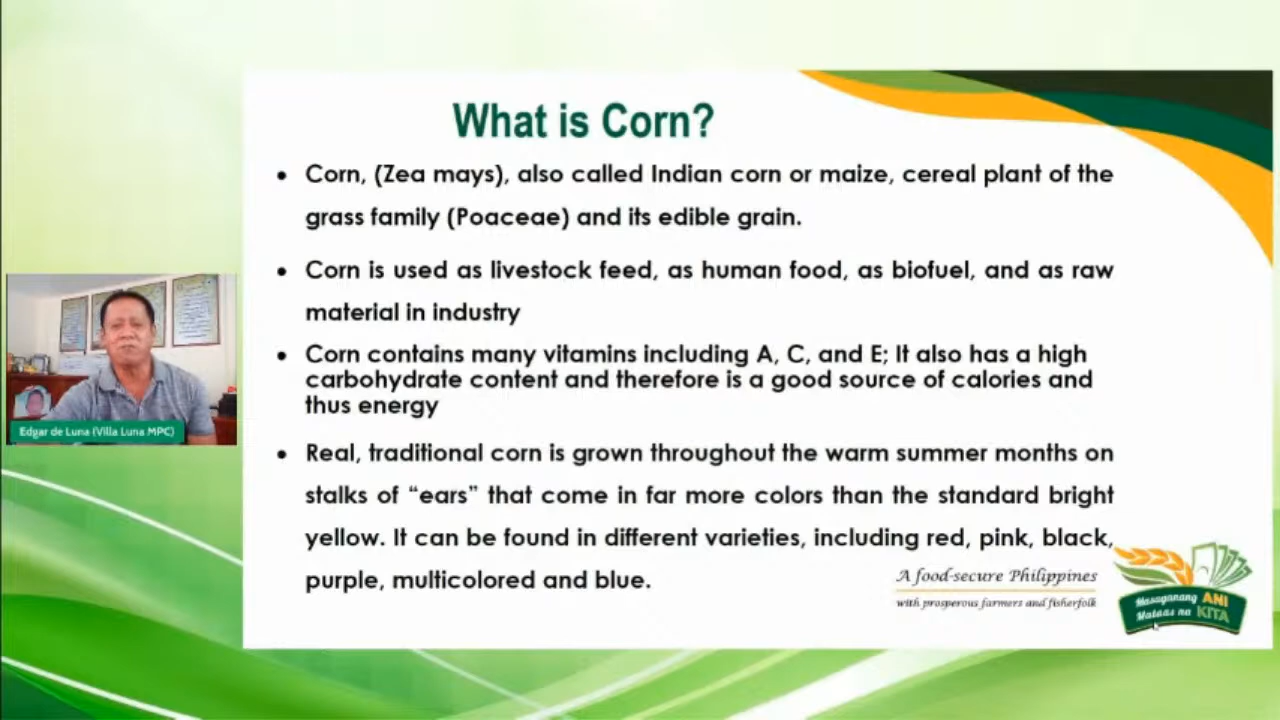 What is Corn?
• Corn, (Zea mays), also called Indian corn or maize, cereal plant of the
grass family (Poaceae) and its edible grain.
• Corn is used as livestock feed, as human food, as biofuel, and as raw
material in industry
• Corn contains many vitamins including A, C, and E; It also has a high
carbohydrate content and therefore is a good source of calories and
thus energy
• Real, traditional corn is grown throughout the warm summer months on
stalks of “ears” that come in far more colors than the standard bright
yellow. It can be found in different varieties, including red, pink, black,
purple, multicolored and blue.
Edgar de Luna (Villa Luna MPC)
A food-secure Philippines
with prosperous farmers and fisherfolk
Masaganang ANI
Mataas na KITA